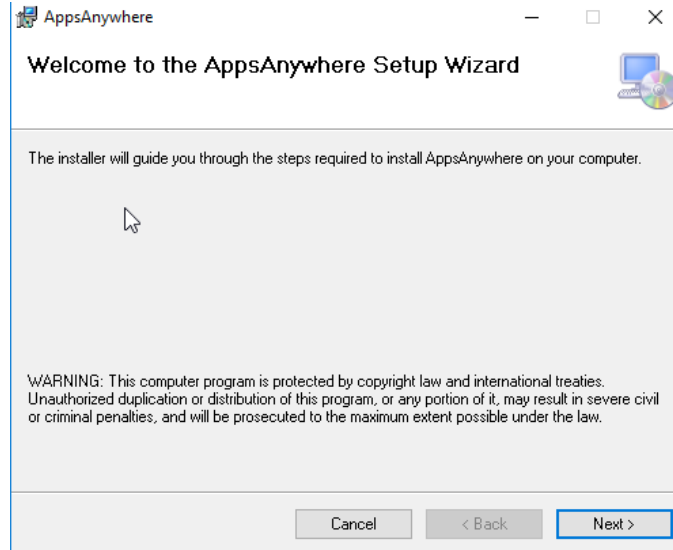 AppsAnywhere
Welcome to the AppsAnywhere Setup Wizard
The installer will guide you through the steps required to install AppsAnywhere on your computer.
WARNING: This computer program is protected by copyright law and international treaties.
Unauthorized duplication or distribution of this program, or any portion of it, may result in severe civil
or criminal penalties, and will be prosecuted to the maximum extent possible under the law.
Cancel
< Back
Next >